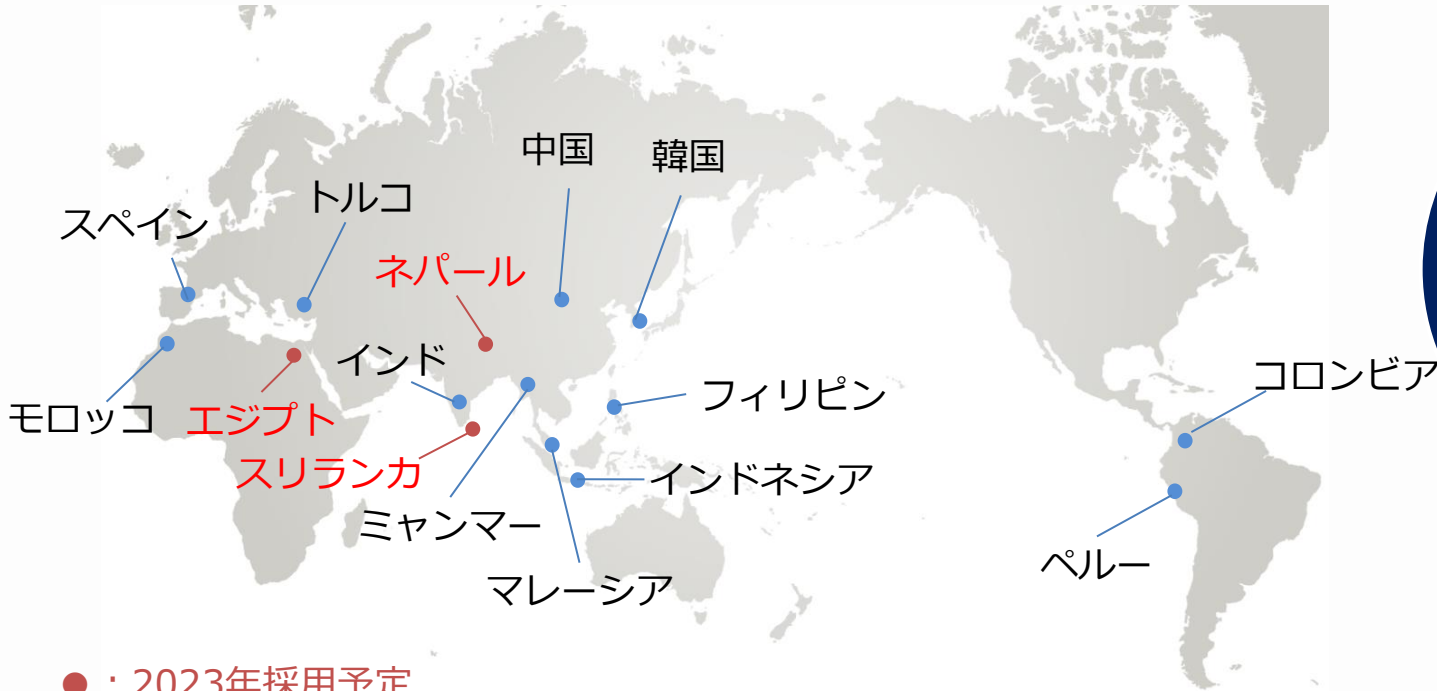 中国
韓国
トルコ
スペイン
ネパール
インド
コロンビア
フィリピン
モロッコ
エジプト
スリランカ
インドネシア
ミャンマー
ペルー
マレーシア
●：2023年採用予定